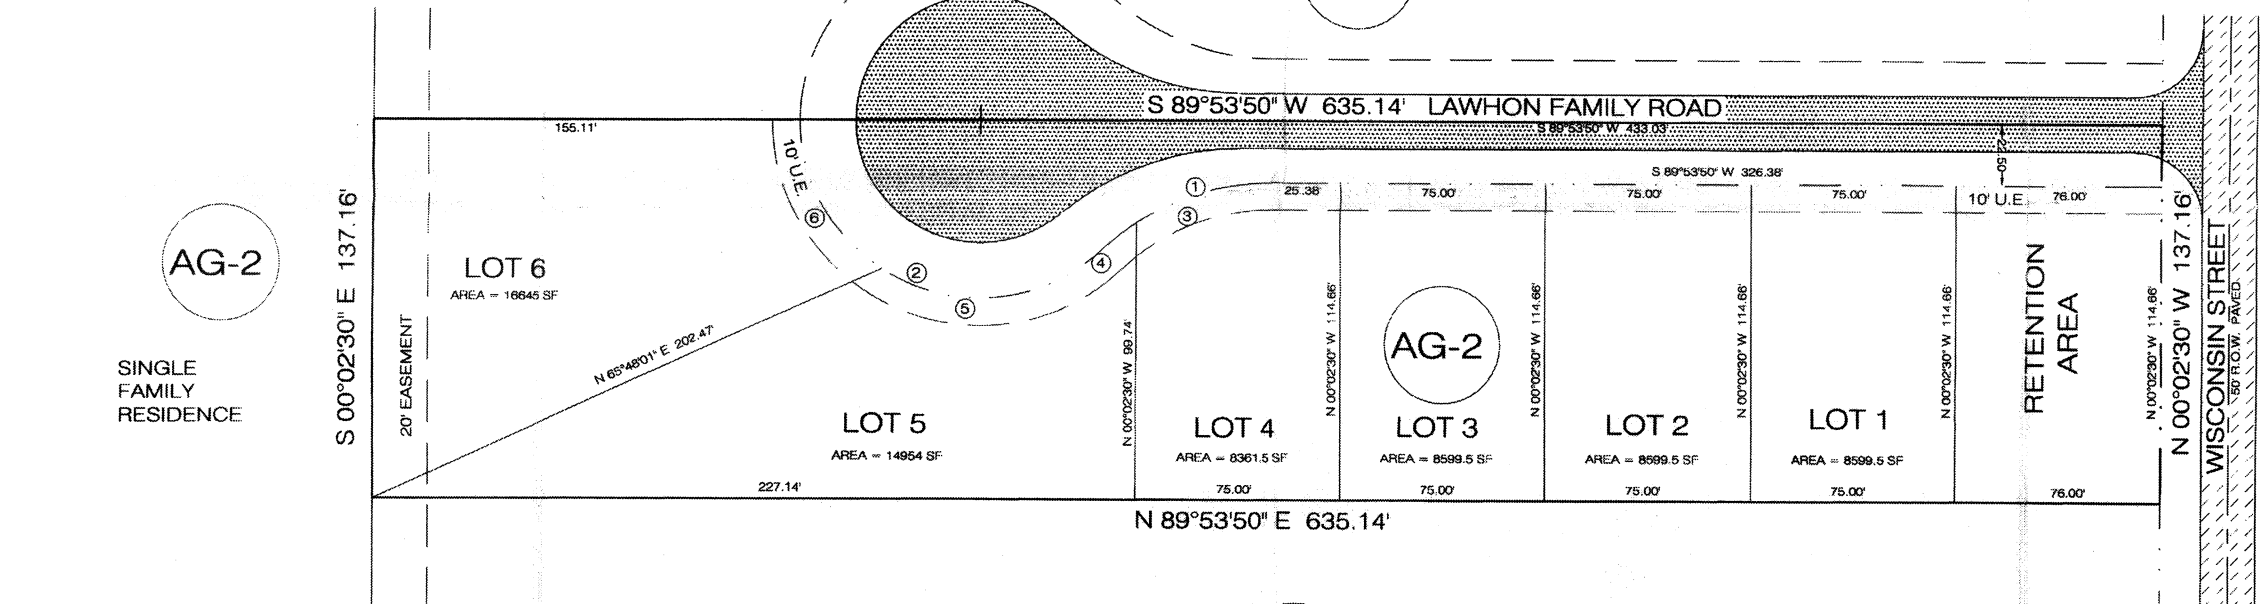 S 89°53'50" W 635.14' LAWHON FAMILY ROAD
155.11'
S 89°53'50" W 433.03'
22.50'
S 89°53'50" W 326.38'
10' U.E.
①
25.38'
75.00'
75.00'
75.00'
10' U.E.
76.00'
⑥
③
②
④
⑤
AG-2
S 00°02'30" E 137.16'
LOT 6
AREA = 16645 SF
20' EASEMENT
SINGLE
FAMILY
RESIDENCE
N 65°48'01" E 202.47'
LOT 5
AREA = 14954 SF
227.14'
N 00°02'30" W 99.74'
LOT 4
AREA = 8361.5 SF
75.00'
N 00°02'30" W 114.66'
AG-2
LOT 3
AREA = 8599.5 SF
75.00'
N 00°02'30" W 114.66'
LOT 2
AREA = 8599.5 SF
75.00'
N 00°02'30" W 114.66'
LOT 1
AREA = 8599.5 SF
75.00'
N 00°02'30" W 114.66'
RETENTION
AREA
76.00'
N 00°02'30" W 114.66'
N 00°02'30" W 137.16'
WISCONSIN STREET
50' R.O.W. PAVED
N 89°53'50" E 635.14'